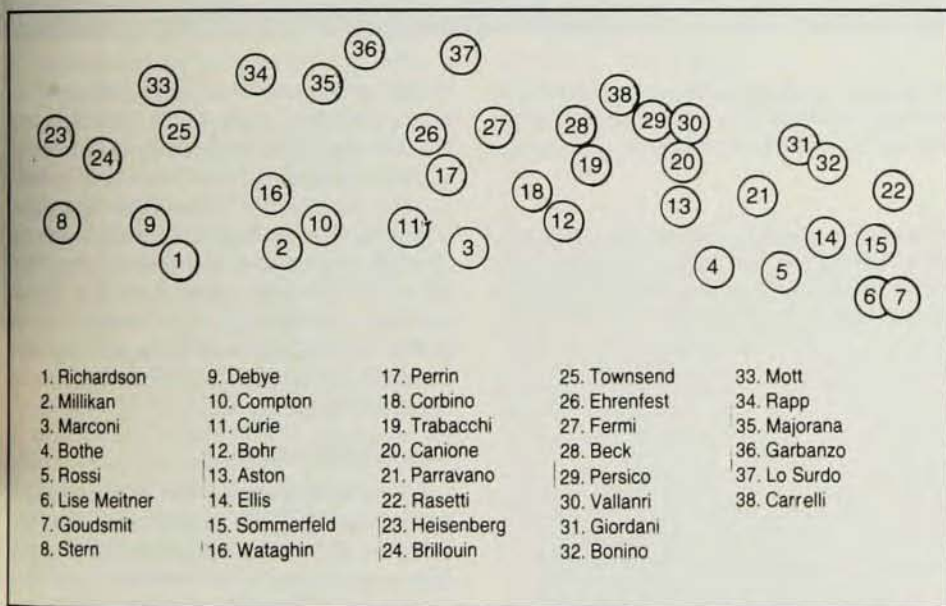 36
37
34
35
33
38
23
25
26
27
28
29
30
24
31
32
17
19
20
16
18
21
22
8
9
10
11
12
13
14
15
1
2
3
4
5
6
7
1. Richardson
2. Millikan
3. Marconi
4. Bothe
5. Rossi
6. Lise Meitner
7. Goudsmit
8. Stern
9. Debye
10. Compton
11. Curie
12. Bohr
13. Aston
14. Ellis
15. Sommerfeld
16. Wataghin
17. Perrin
18. Corbino
19. Trabacchi
20. Canione
21. Parravano
22. Rasetti
23. Heisenberg
24. Brillouin
25. Townsend
26. Ehrenfest
27. Fermi
28. Beck
29. Persico
30. Vallanri
31. Giordani
32. Bonino
33. Mott
34. Rapp
35. Majorana
36. Garbanzo
37. Lo Surdo
38. Carrelli